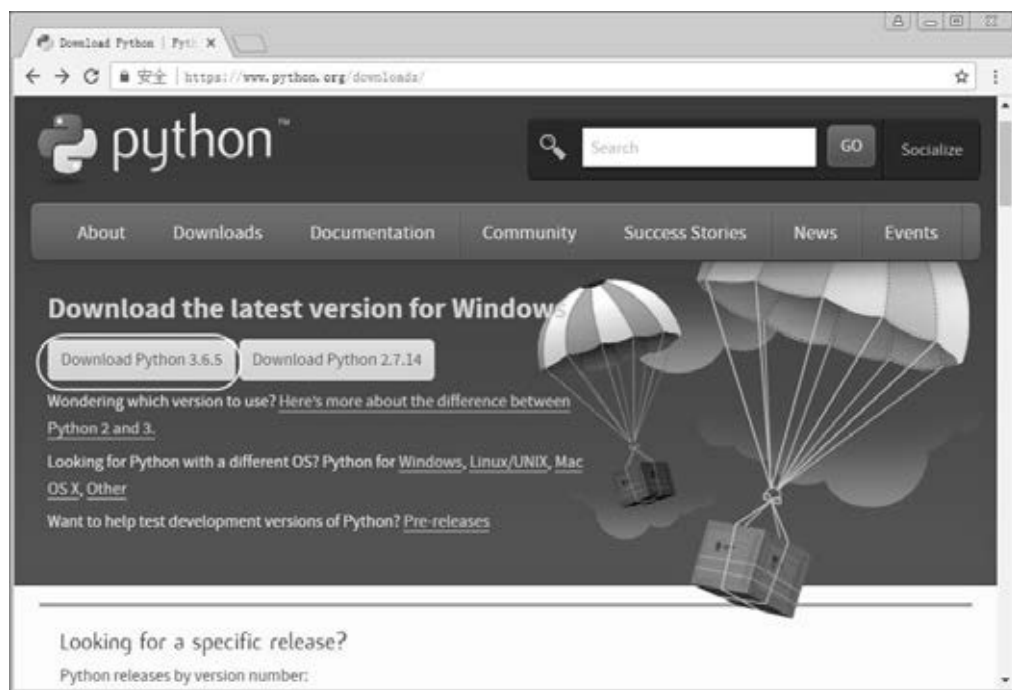 Download Python | Pyth
安全 | https://www.python.org/downloads/
python™
Search
GO
Socialize
About Downloads Documentation Community Success Stories News Events
Download the latest version for Windows
Download Python 3.6.5 Download Python 2.7.14
Wondering which version to use? Here's more about the difference between
Python 2 and 3.
Looking for Python with a different OS? Python for Windows, Linux/UNIX, Mac
OS X, Other
Want to help test development versions of Python? Pre-releases
Looking for a specific release?
Python releases by version number: